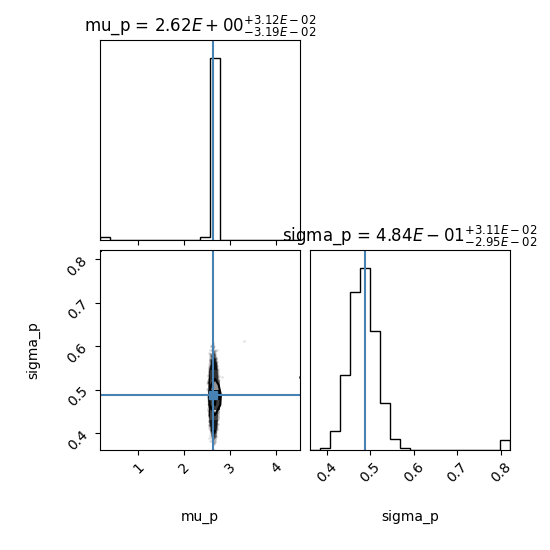 mu_p = 2.62E + 00+3.12E − 02
−3.19E − 02
sigma_p = 4.84E − 01+3.11E − 02
−2.95E − 02
0.8
0.7
0.6
0.5
0.4
sigma_p
1 2 3 4
0.4 0.5 0.6 0.7 0.8
mu_p sigma_p